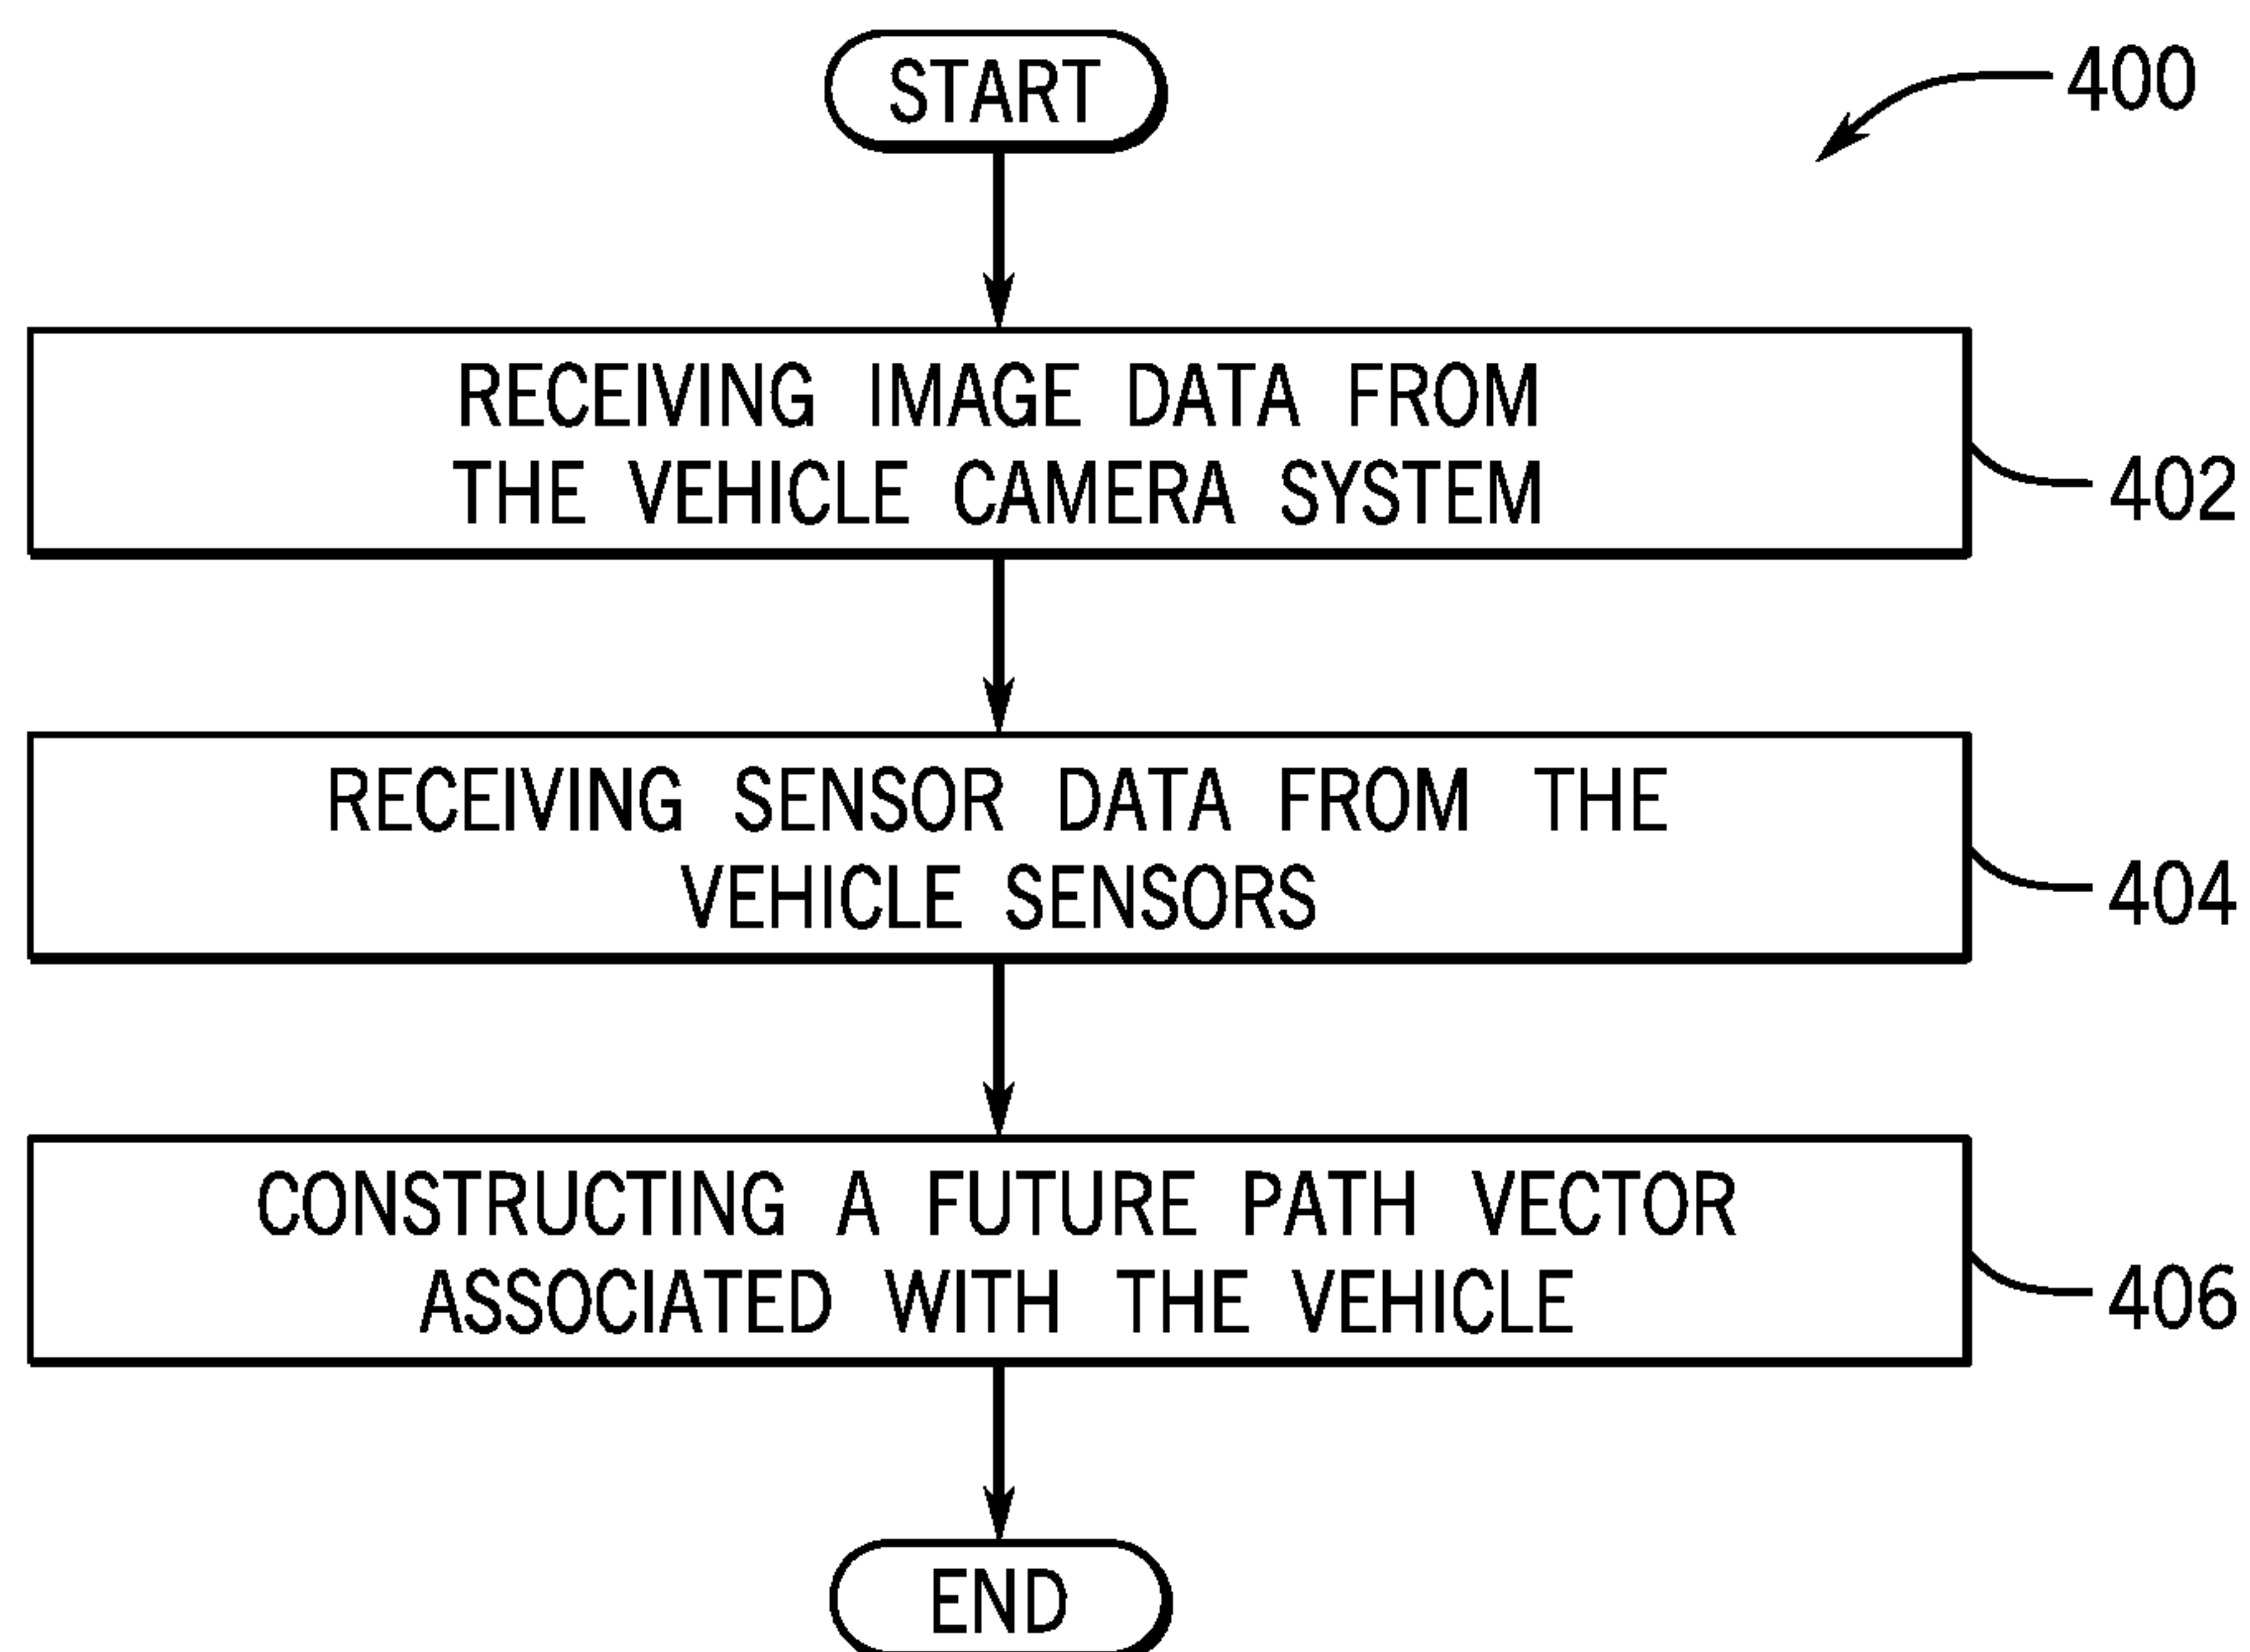 START
400
RECEIVING IMAGE DATA FROM
THE VEHICLE CAMERA SYSTEM
402
RECEIVING SENSOR DATA FROM THE
VEHICLE SENSORS
404
CONSTRUCTING A FUTURE PATH VECTOR
ASSOCIATED WITH THE VEHICLE
406
END